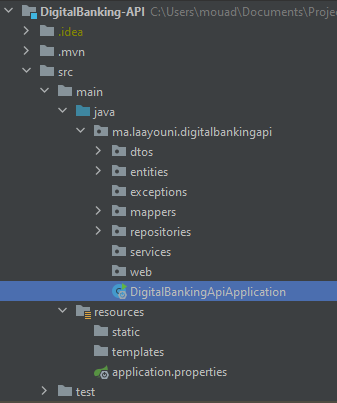 DigitalBanking-API C:\Users\mouad\Documents\Proje
.idea
.mvn
src
main
java
ma.laayouni.digitalbankingapi
dtos
entities
exceptions
mappers
repositories
services
web
DigitalBankingApiApplication
resources
static
templates
application.properties
test